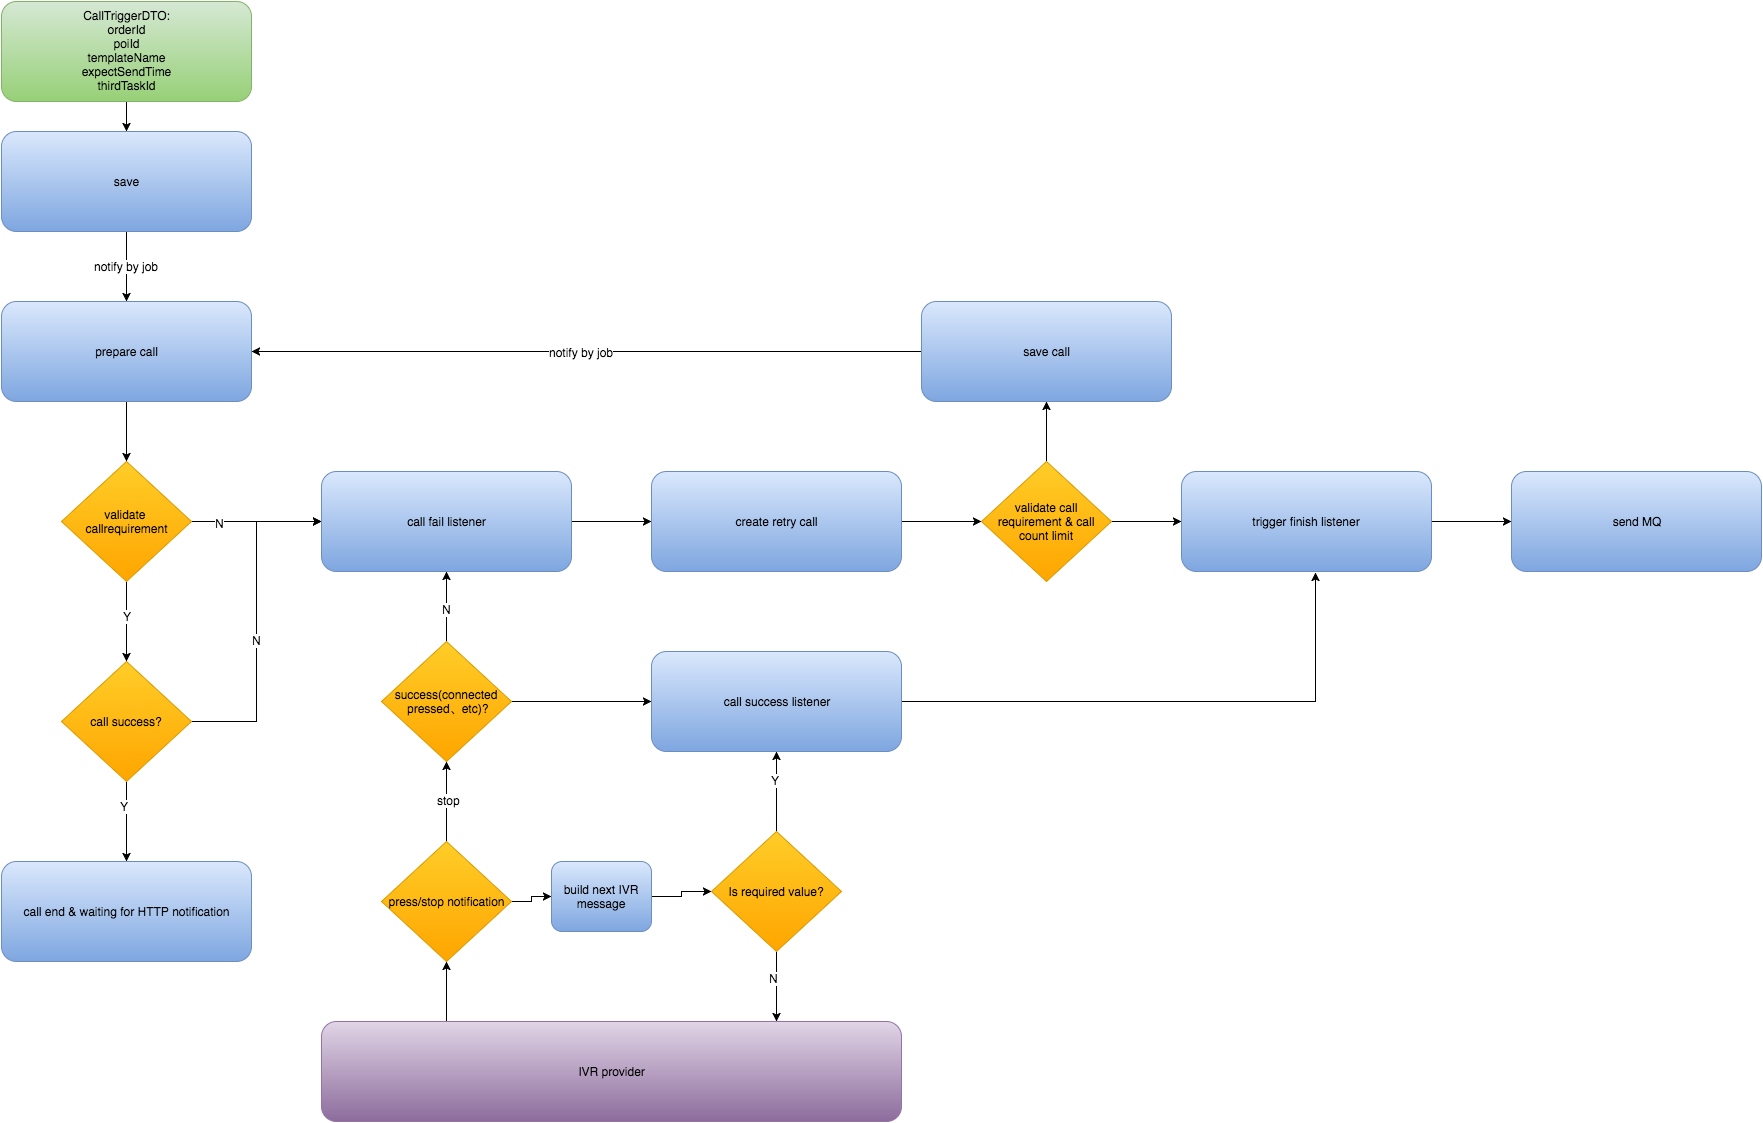 CallTriggerDTO:
orderId
poiId
templateName
expectSendTime
thirdTaskId
save
notify by job
prepare call
notify by job
save call
validate
callrequirement
N
call fail listener
create retry call
validate call
requirement & call
count limit
trigger finish listener
send MQ
Y
N
N
call success?
success(connected
pressed、etc)?
call success listener
Y
stop
Y
call end & waiting for HTTP notification
press/stop notification
build next IVR
message
Is required value?
N
IVR provider